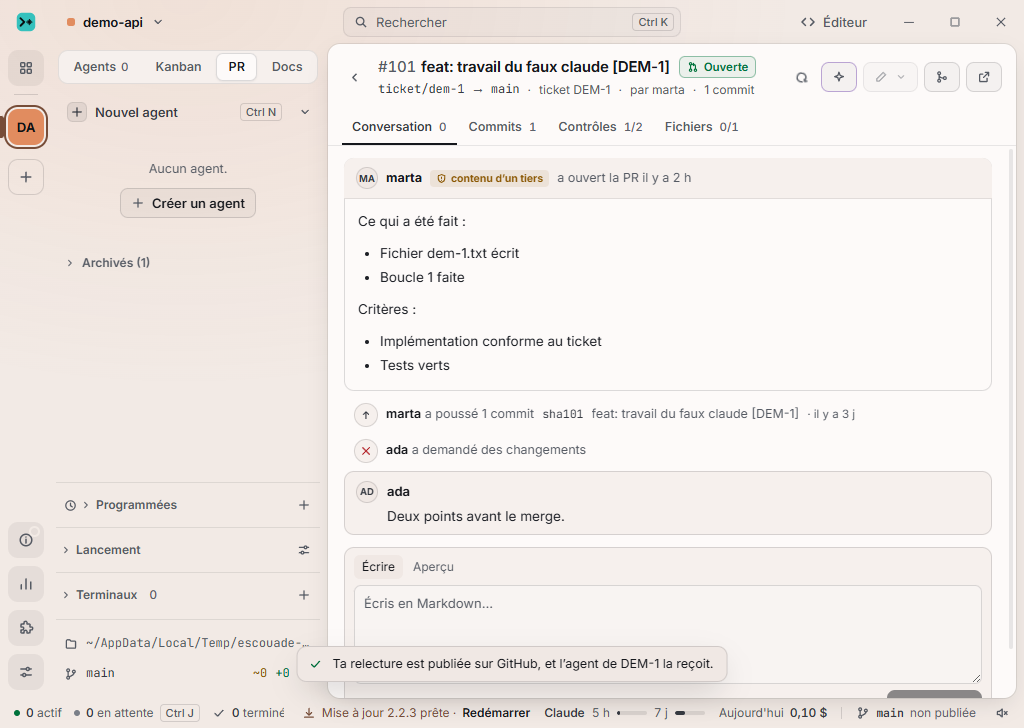 demo-api
Rechercher
Ctrl K
Éditeur
Agents 0
Kanban
PR
Docs
DA
Nouvel agent
Ctrl N
Aucun agent.
Créer un agent
Archivés (1)
Programmées
Lancement
Terminaux 0
~/AppData/Local/Temp/escouade-…
main
~0 +0
#101 feat: travail du faux claude [DEM-1]
Ouverte
ticket/dem-1 → main · ticket DEM-1 · par marta · 1 commit
Conversation 0
Commits 1
Contrôles 1/2
Fichiers 0/1
MA
marta
contenu d’un tiers
a ouvert la PR il y a 2 h
Ce qui a été fait :
• Fichier dem-1.txt écrit
• Boucle 1 faite
Critères :
• Implémentation conforme au ticket
• Tests verts
marta a poussé 1 commit sha101 feat: travail du faux claude [DEM-1] · il y a 3 j
ada a demandé des changements
AD
ada
Deux points avant le merge.
Écrire
Aperçu
Écris en Markdown…
Ta relecture est publiée sur GitHub, et l’agent de DEM-1 la reçoit.
0 actif
0 en attente
Ctrl J
0 terminé
Mise à jour 2.2.3 prête · Redémarrer
Claude 5 h
7 j
Aujourd'hui 0,10 $
main non publiée